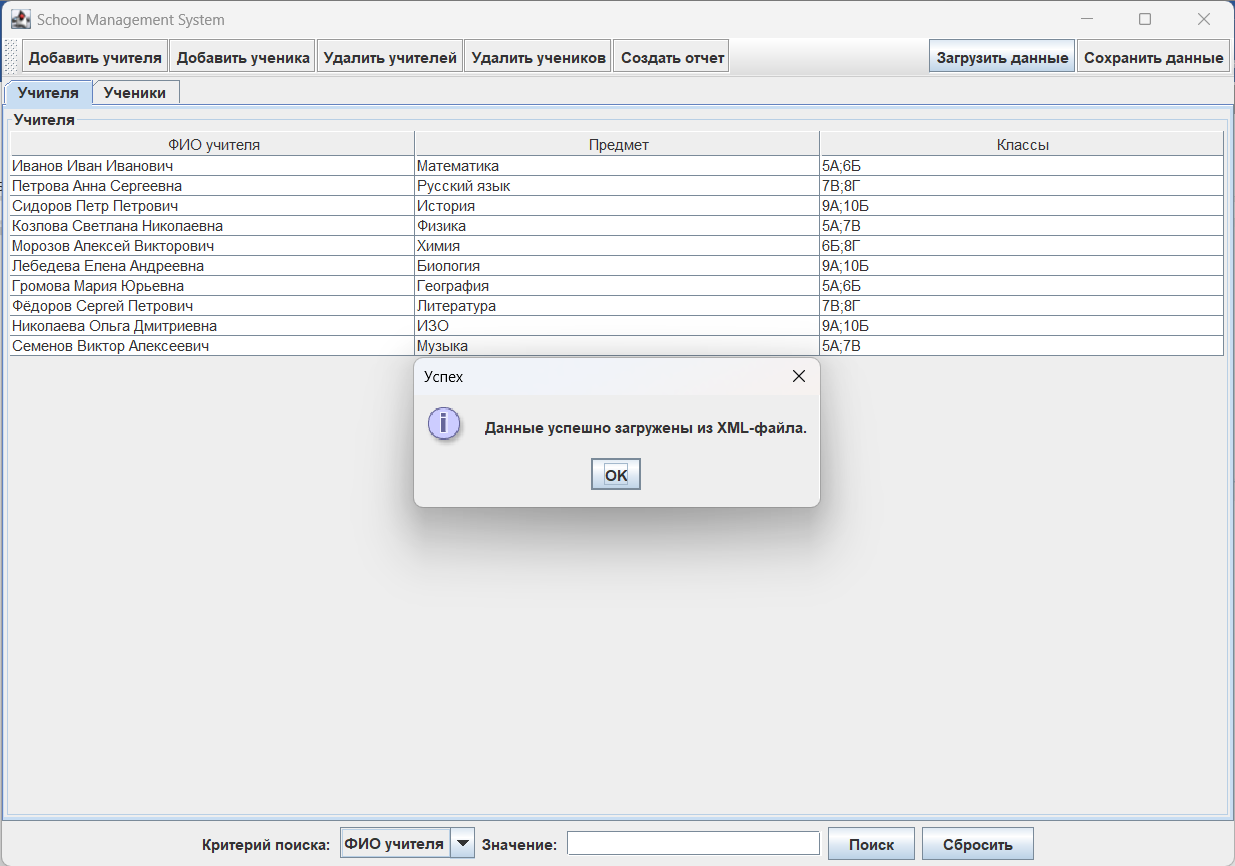 School Management System
Добавить учителя Добавить ученика Удалить учителей Удалить учеников Создать отчет Загрузить данные Сохранить данные
Учителя Ученики
Учителя
ФИО учителя Предмет Классы
Иванов Иван Иванович Математика 5А;6Б
Петрова Анна Сергеевна Русский язык 7В;8Г
Сидоров Петр Петрович История 9А;10Б
Козлова Светлана Николаевна Физика 5А;7В
Морозов Алексей Викторович Химия 6Б;8Г
Лебедева Елена Андреевна Биология 9А;10Б
Громова Мария Юрьевна География 5А;6Б
Фёдоров Сергей Петрович Литература 7В;8Г
Николаева Ольга Дмитриевна ИЗО 9А;10Б
Семенов Виктор Алексеевич Музыка 5А;7В
Успех
Данные успешно загружены из XML-файла.
OK
Критерий поиска: ФИО учителя Значение: Поиск Сбросить